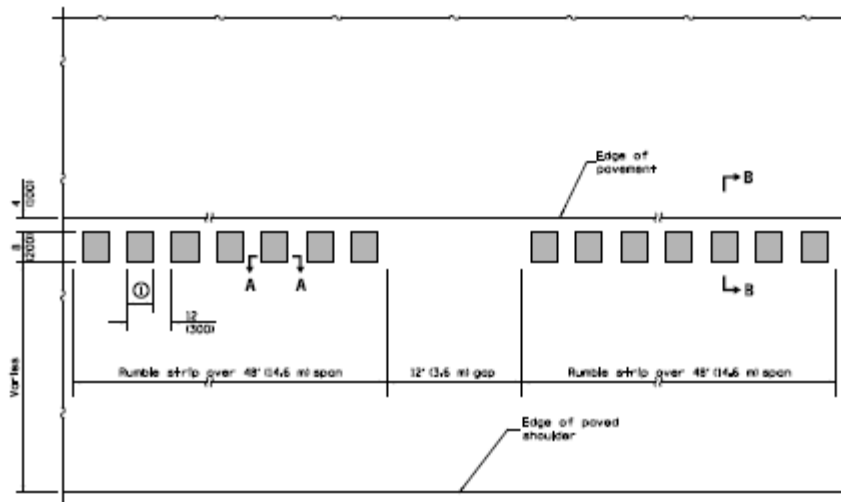 Edge of
pavement
B
4
(100)
8
(200)
A
A
B
①
12
(300)
Rumble strip over 48' (14.6 m) span
12' (3.6 m) gap
Rumble strip over 48' (14.6 m) span
Varies
Edge of paved
shoulder